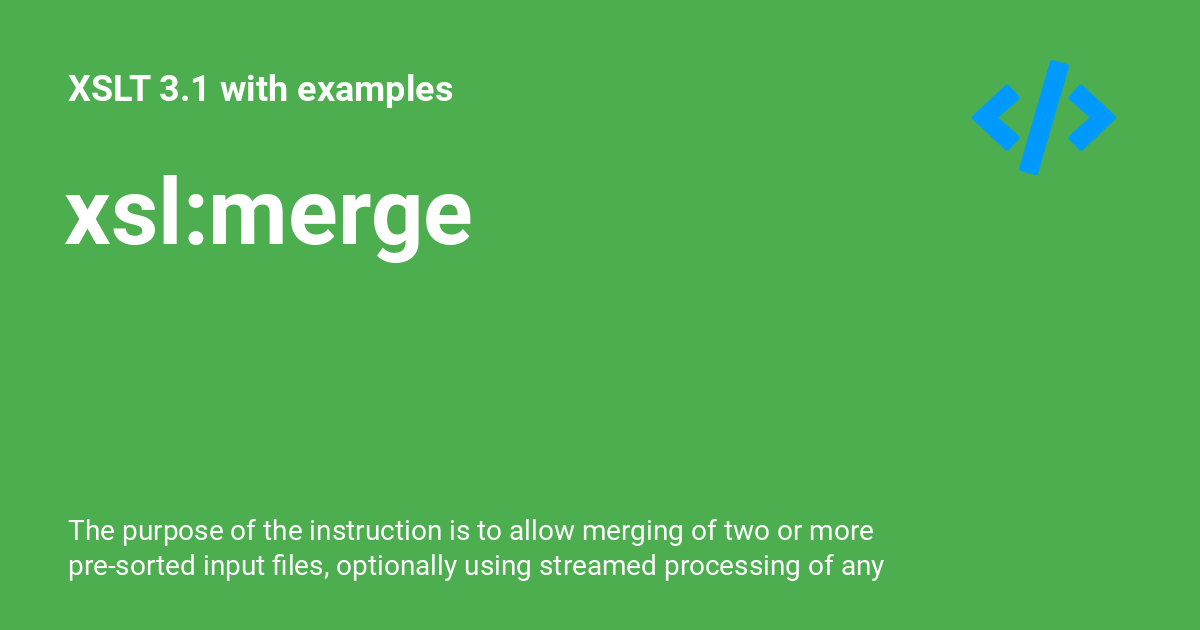 XSLT 3.1 with examples
xsl:merge
The purpose of the instruction is to allow merging of two or more
pre-sorted input files, optionally using streamed processing of any